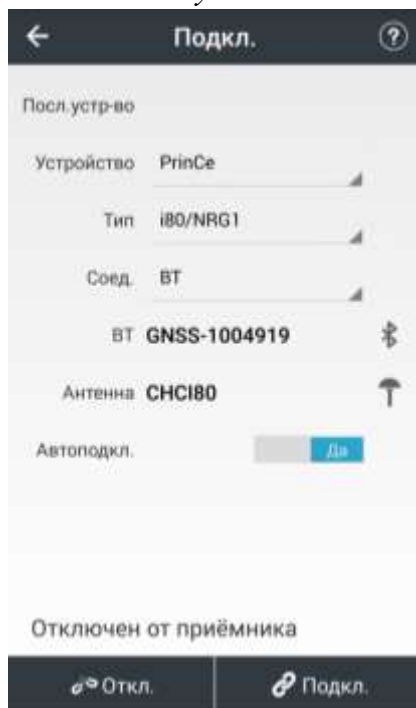 Подкл.
Посл.устр-во
Устройство PrinCe
Тип i80/NRG1
Соед. BT
BT GNSS-1004919
Антенна CHCI80
Автоподкл. Да
Отключен от приёмника
Откл. Подкл.